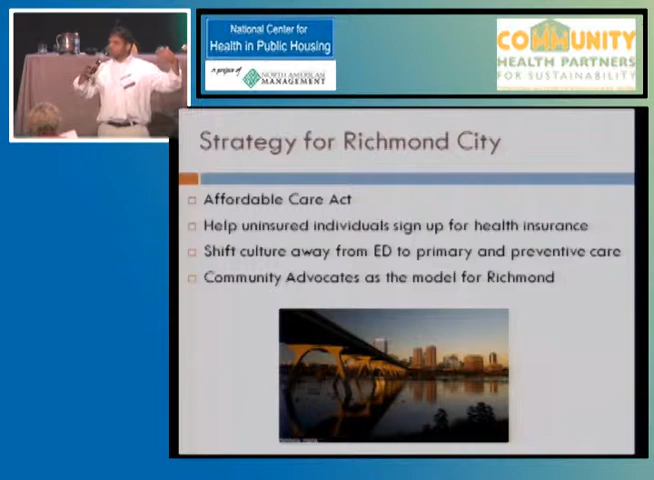 National Center for
Health in Public Housing
a project of
NORTH AMERICAN
MANAGEMENT
COMMUNITY
HEALTH PARTNERS
FOR SUSTAINABILITY
Strategy for Richmond City
Affordable Care Act
Help uninsured individuals sign up for health insurance
Shift culture away from ED to primary and preventive care
Community Advocates as the model for Richmond